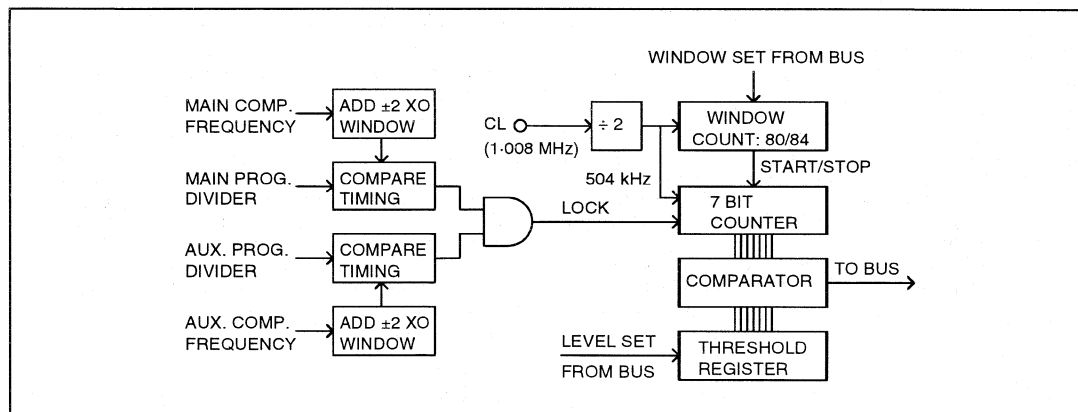 WINDOW SET FROM BUS
MAIN COMP.
FREQUENCY
ADD ±2 XO
WINDOW
CL
(1·008 MHz)
÷ 2
WINDOW
COUNT: 80/84
START/STOP
504 kHz
MAIN PROG.
DIVIDER
COMPARE
TIMING
LOCK
7 BIT
COUNTER
AUX. PROG.
DIVIDER
COMPARE
TIMING
COMPARATOR
TO BUS
AUX. COMP.
FREQUENCY
ADD ±2 XO
WINDOW
LEVEL SET
FROM BUS
THRESHOLD
REGISTER